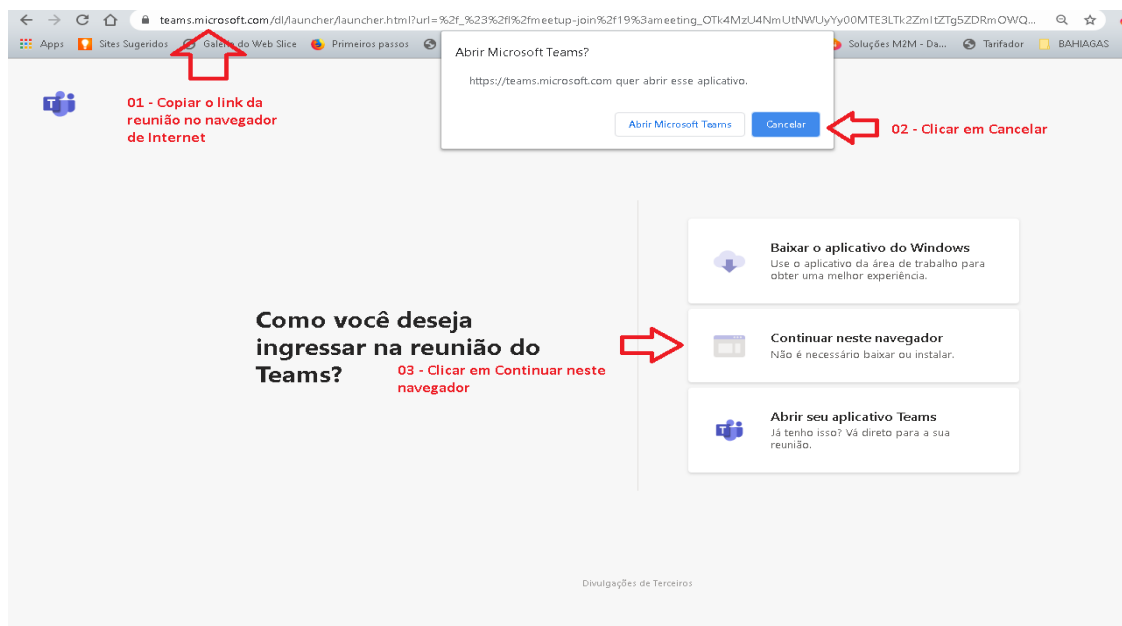 teams.microsoft.com/dl/launcher/launcher.html?url=%2f_%23%2fl%2fmeetup-join%2f19%3ameeting_OTk4MzU4NmUtNWUyYy00MTE3LTk2ZmItZTg5ZDRmOWQ...
Apps Sites Sugeridos Galeria do Web Slice Primeiros passos Soluções M2M - Da... Tarifador BAHIAGAS
Abrir Microsoft Teams?
https://teams.microsoft.com quer abrir esse aplicativo.
Abrir Microsoft Teams Cancelar
01 - Copiar o link da
reunião no navegador
de Internet
02 - Clicar em Cancelar
Baixar o aplicativo do Windows
Use o aplicativo da área de trabalho para
obter uma melhor experiência.
Como você deseja
ingressar na reunião do
Teams?
03 - Clicar em Continuar neste
navegador
Continuar neste navegador
Não é necessário baixar ou instalar.
Abrir seu aplicativo Teams
Já tenho isso? Vá direto para a sua
reunião.
Divulgações de Terceiros